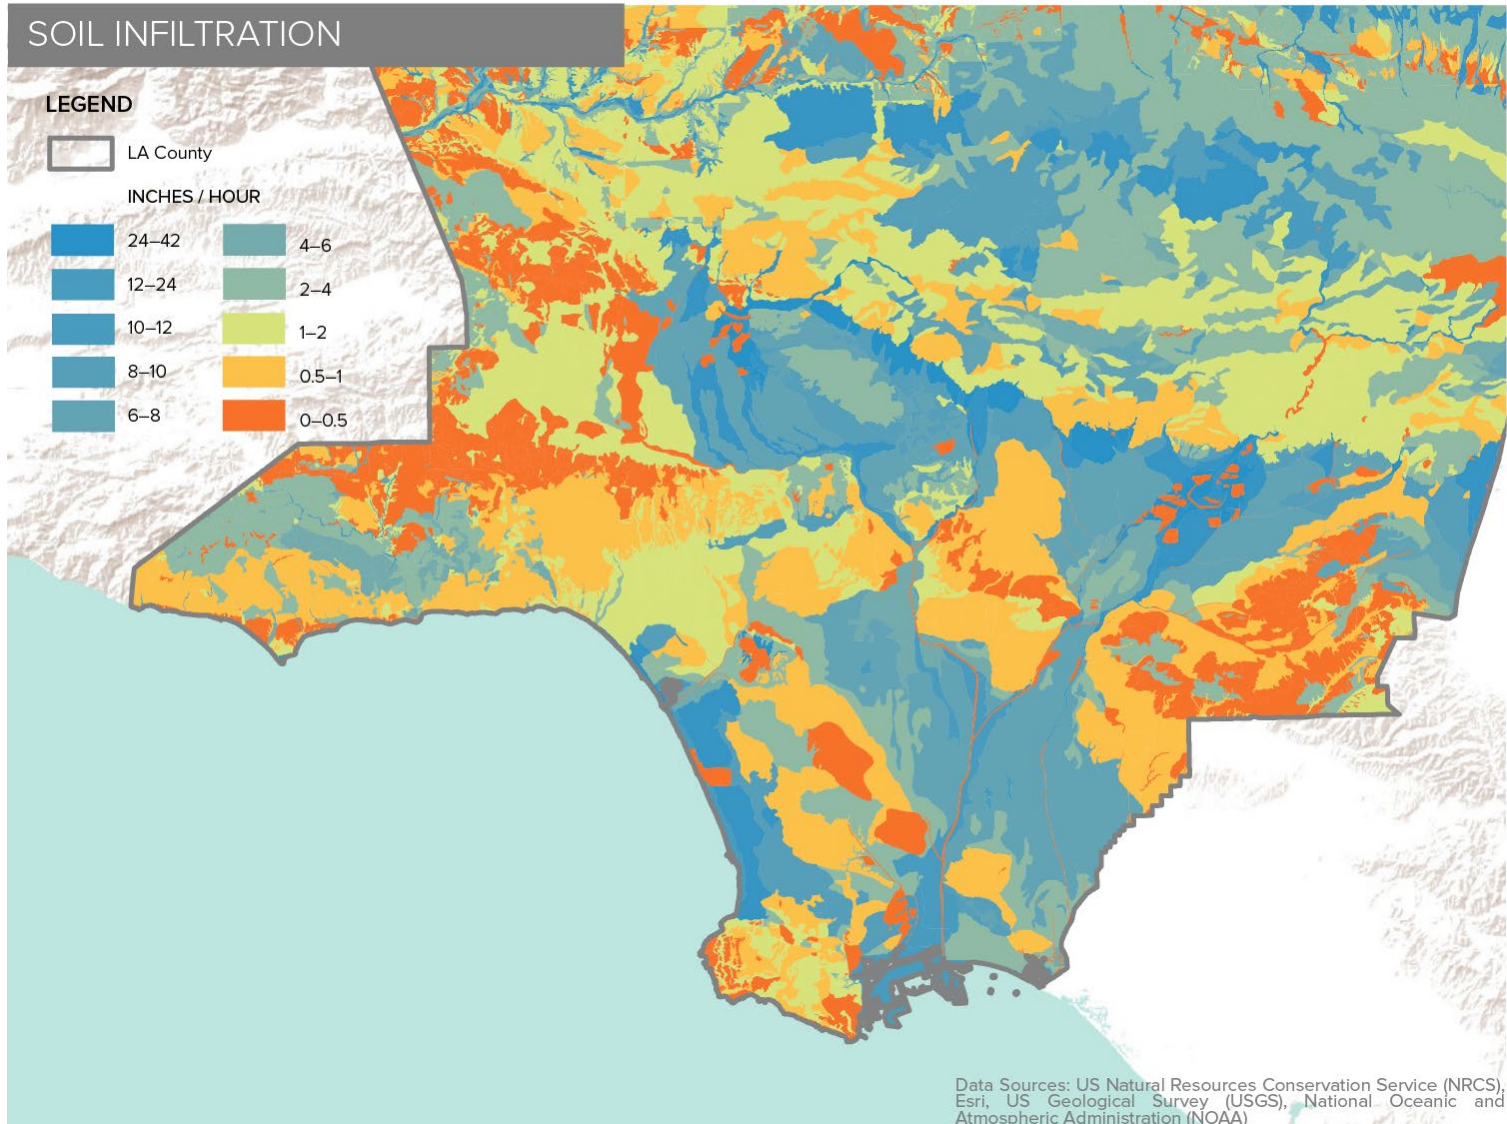 SOIL INFILTRATION
LEGEND
LA County
INCHES / HOUR
24–42
12–24
10–12
8–10
6–8
4–6
2–4
1–2
0.5–1
0–0.5
Data Sources: US Natural Resources Conservation Service (NRCS),
Esri, US Geological Survey (USGS), National Oceanic and
Atmospheric Administration (NOAA)